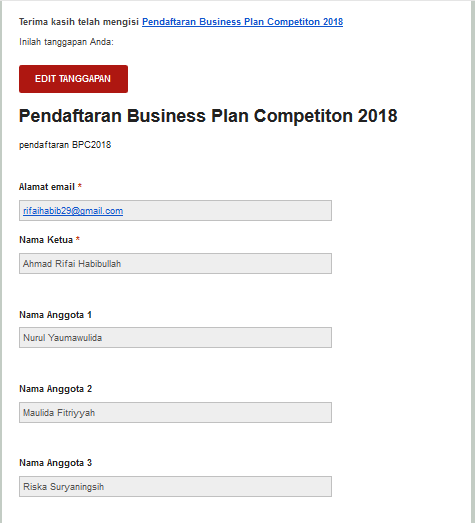 Terima kasih telah mengisi Pendaftaran Business Plan Competiton 2018
Inilah tanggapan Anda:
EDIT TANGGAPAN
Pendaftaran Business Plan Competiton 2018
pendaftaran BPC2018
Alamat email *
rifaihabib29@gmail.com
Nama Ketua *
Ahmad Rifai Habibullah
Nama Anggota 1
Nurul Yaumawulida
Nama Anggota 2
Maulida Fitriyyah
Nama Anggota 3
Riska Suryaningsih